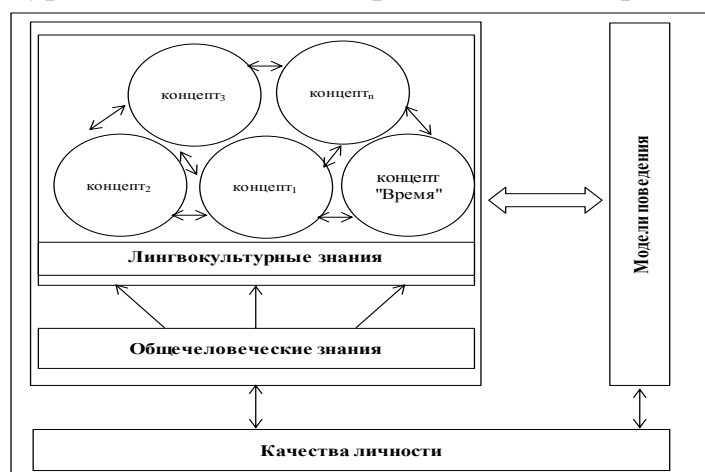 концепт₃
концептₙ
концепт₂
концепт₁
концепт
"Время"
Лингвокультурные знания
Общечеловеческие знания
Модели поведения
Качества личности